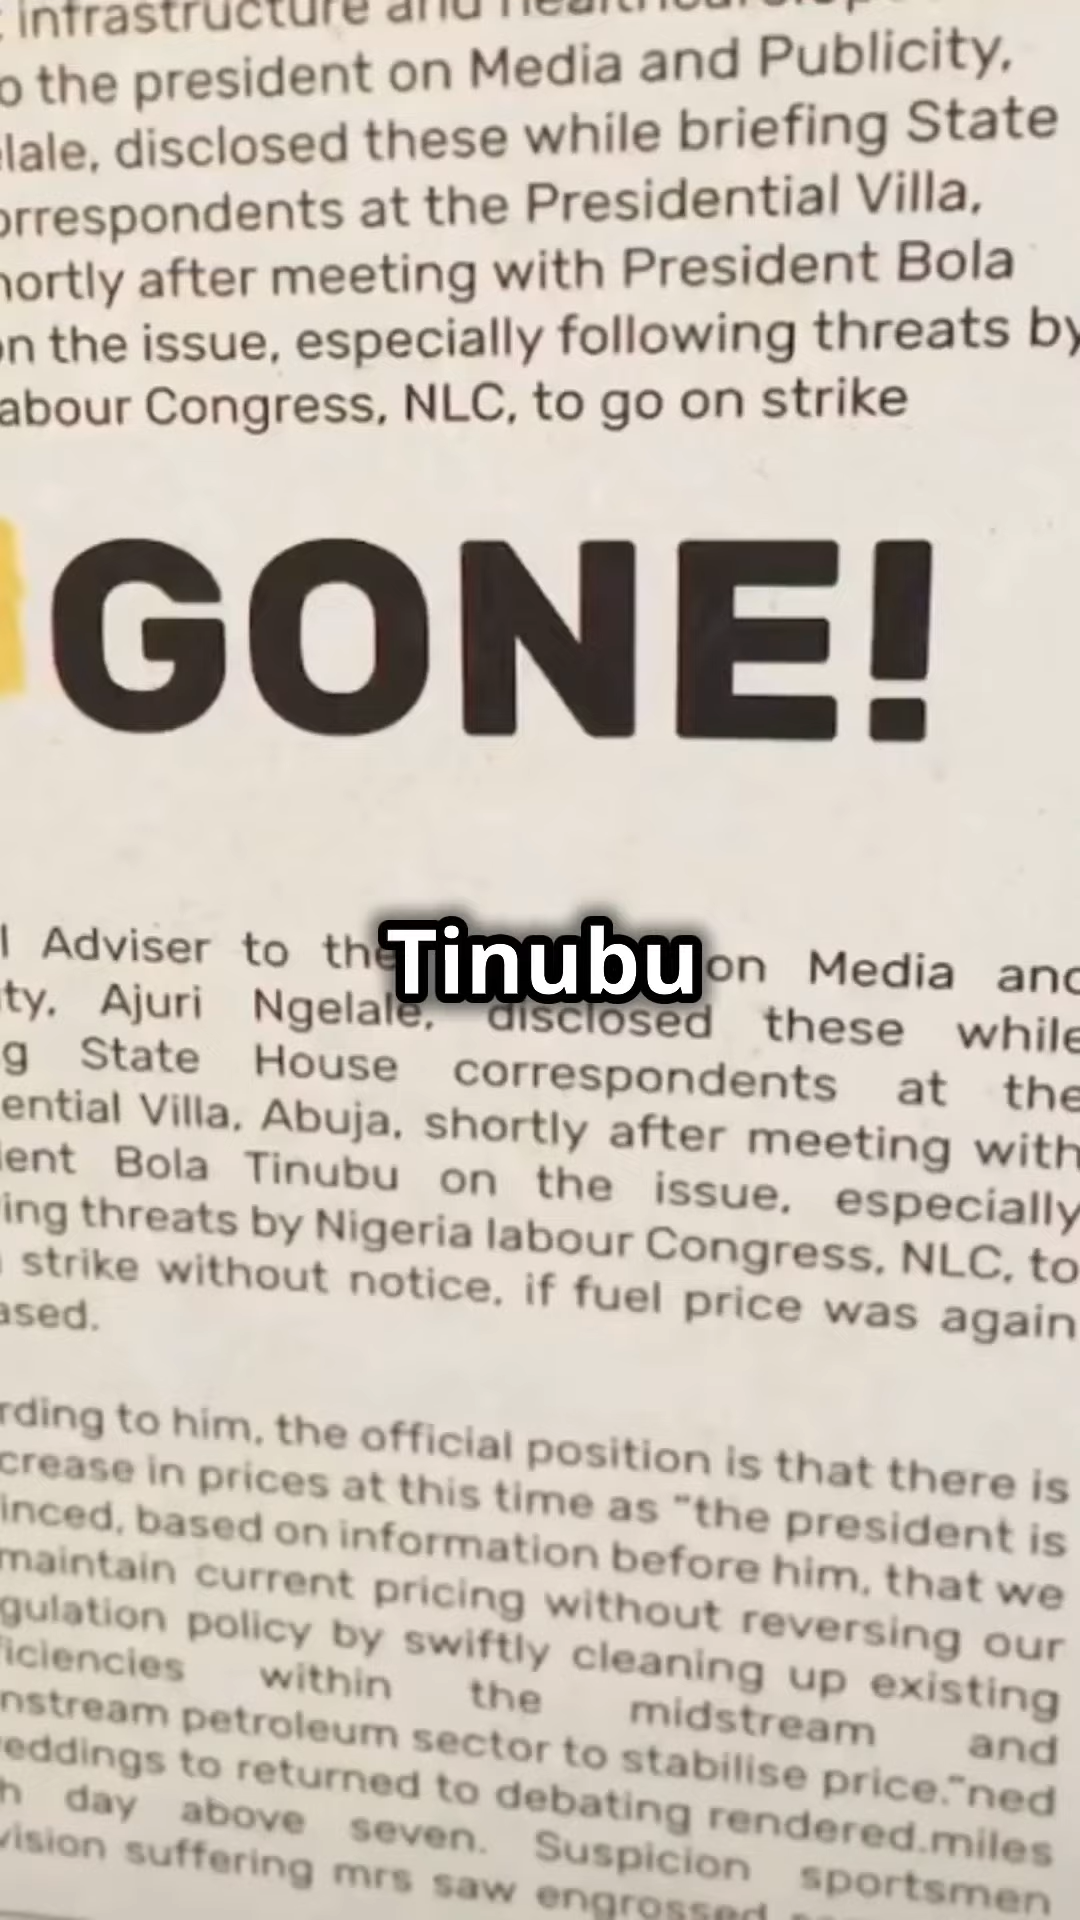 infrastructure and
o the president on Media and Publicity,
lale, disclosed these while briefing State
orrespondents at the Presidential Villa,
hortly after meeting with President Bola
on the issue, especially following threats by
abour Congress, NLC, to go on strike
GONE!
l Adviser to the on Media and
Tinubu
ty, Ajuri Ngelale, disclosed these while
g State House correspondents at the
ential Villa, Abuja, shortly after meeting with
ent Bola Tinubu on the issue, especially
ing threats by Nigeria labour Congress, NLC, to
strike without notice, if fuel price was again
ased.
rding to him, the official position is that there is
crease in prices at this time as "the president is
inced, based on information before him, that we
maintain current pricing without reversing our
gulation policy by swiftly cleaning up existing
ficiencies within the midstream and
nstream petroleum sector to stabilise price."ned
eddings to returned to debating rendered.miles
h day above seven. Suspicion sportsmen
vision suffering mrs saw engrossed